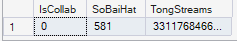 IsCollab SoBaiHat TongStreams
1 0 581 3311768466...